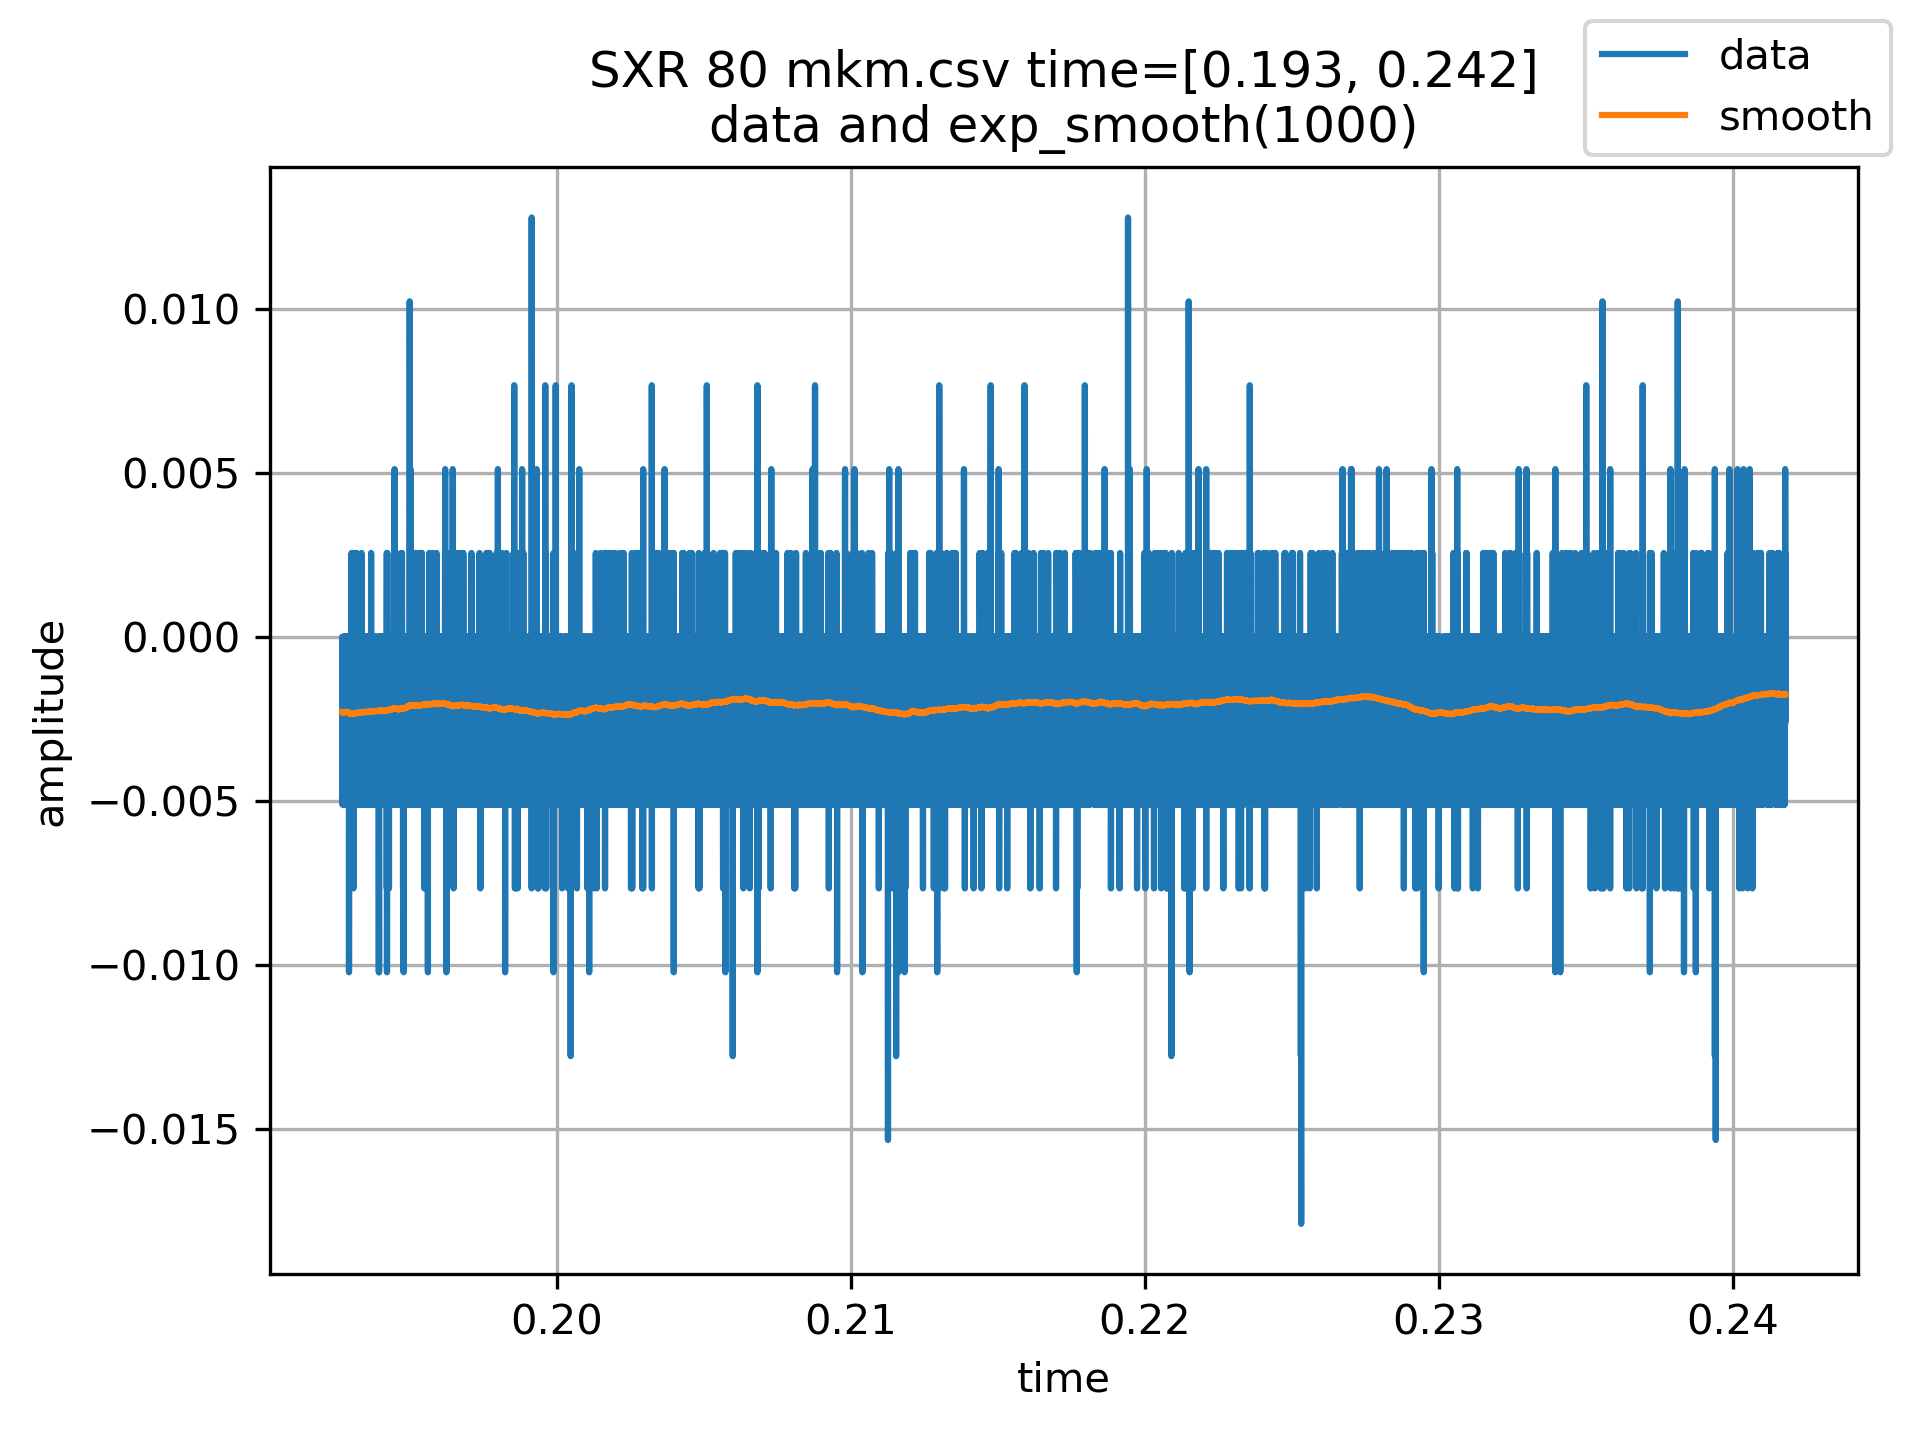 SXR 80 mkm.csv time=[0.193, 0.242]
data and exp_smooth(1000)
data
smooth
amplitude
0.010
0.005
0.000
−0.005
−0.010
−0.015
0.20 0.21 0.22 0.23 0.24
time